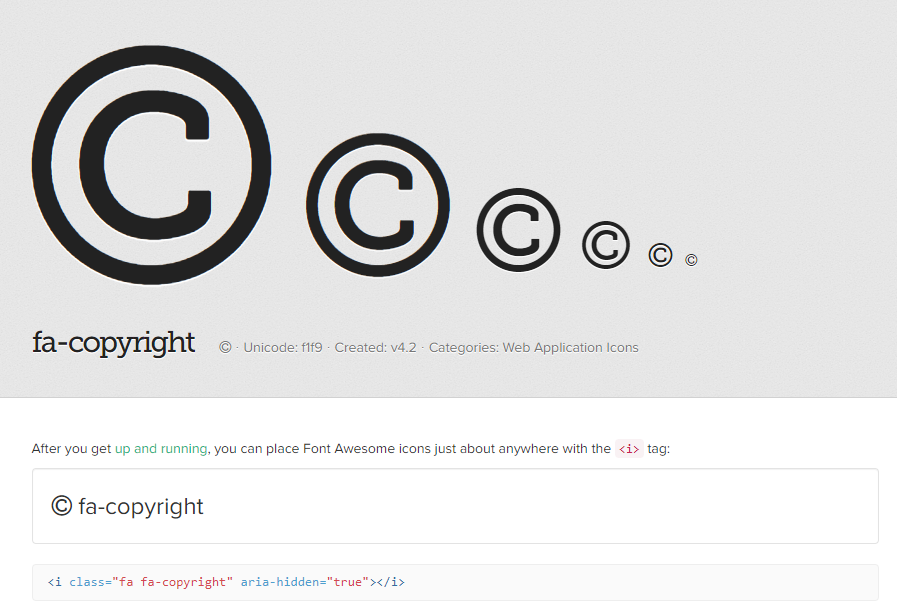 © © © © © ©
fa-copyright © · Unicode: f1f9 · Created: v4.2 · Categories: Web Application Icons
After you get up and running, you can place Font Awesome icons just about anywhere with the <i> tag:
© fa-copyright
<i class="fa fa-copyright" aria-hidden="true"></i>